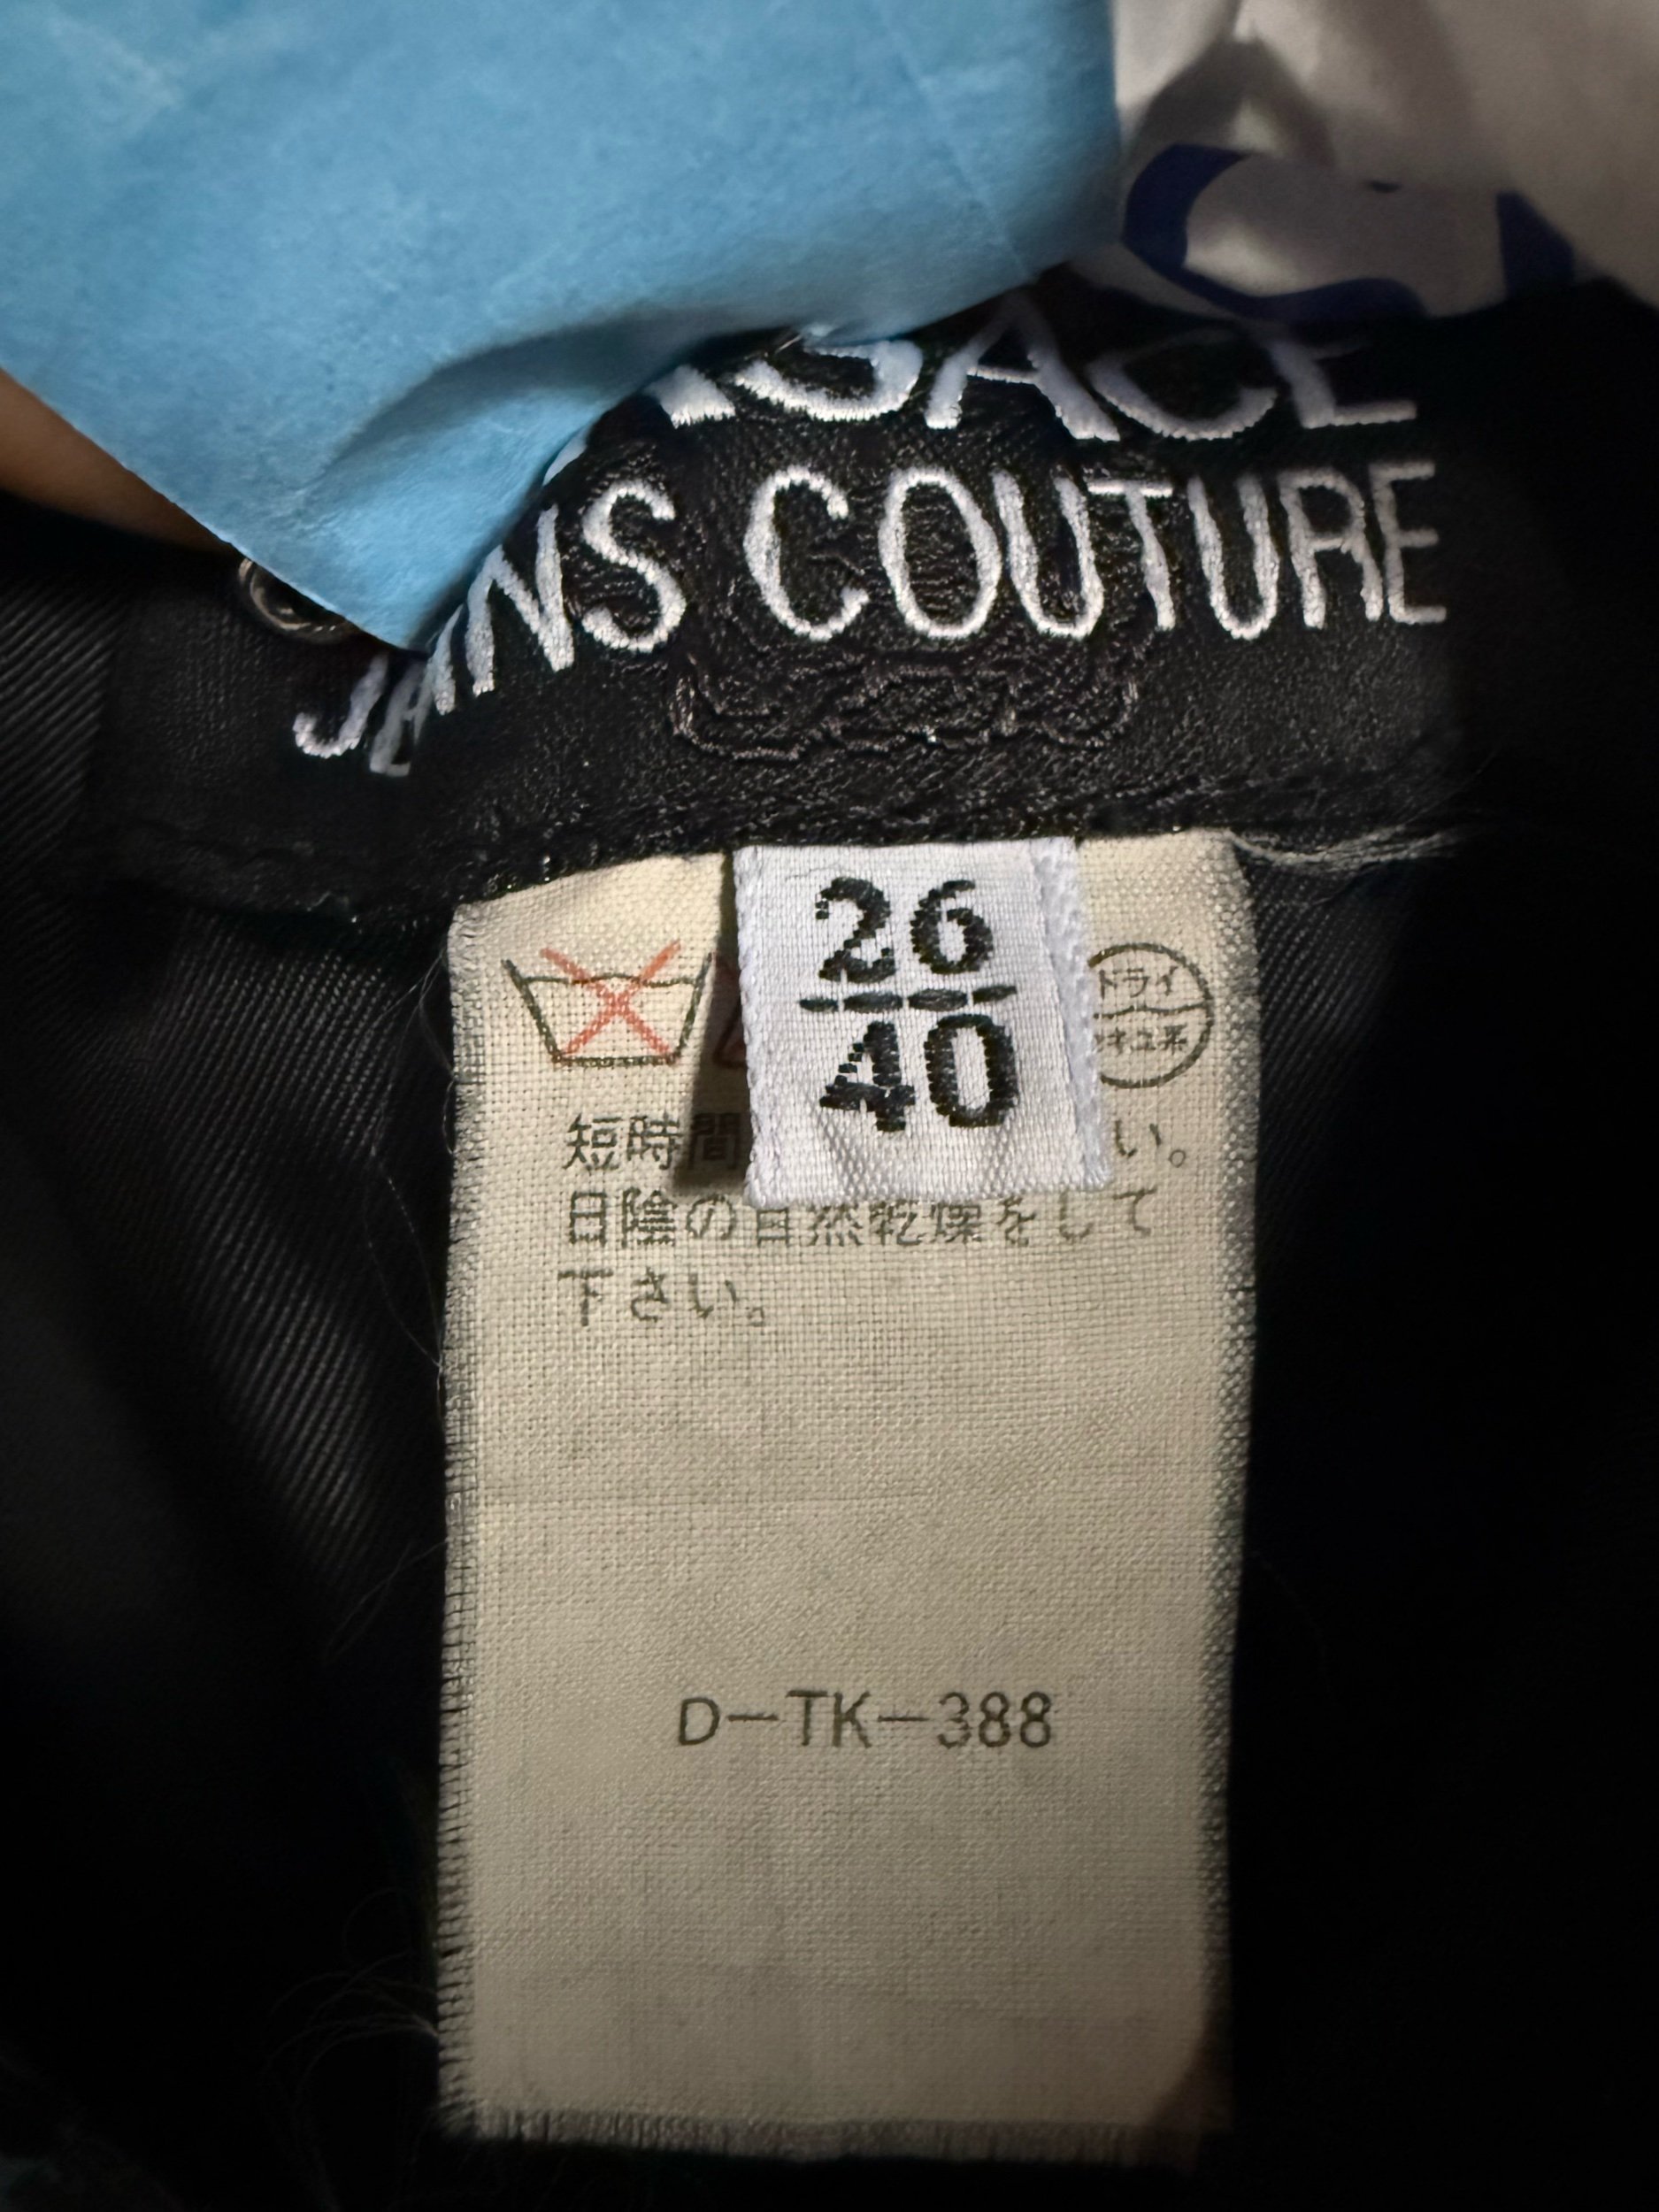 JEANS COUTURE
26
40
ドライ
短時間 い。
日陰の自然乾燥をして
下さい。
D-TK-388